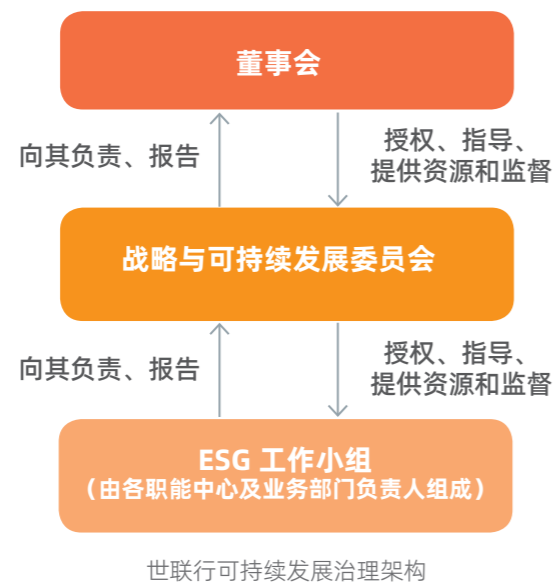 董事会
向其负责、报告
授权、指导、
提供资源和监督
战略与可持续发展委员会
向其负责、报告
授权、指导、
提供资源和监督
ESG 工作小组
（由各职能中心及业务部门负责人组成）
世联行可持续发展治理架构